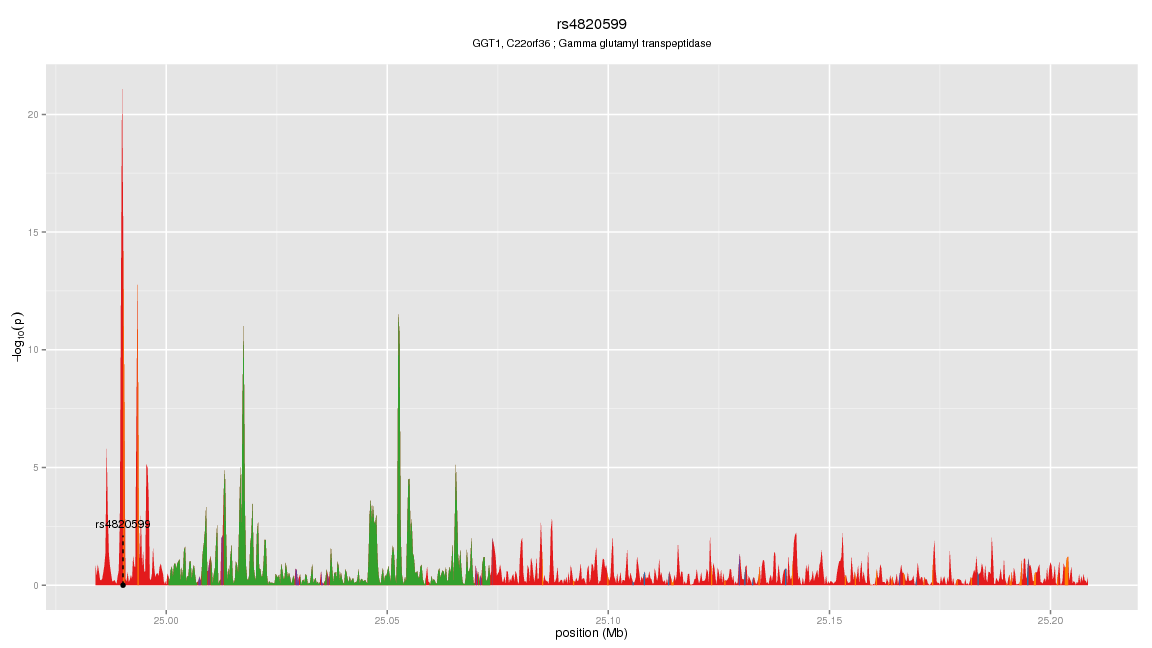 rs4820599
GGT1, C22orf36 ; Gamma glutamyl transpeptidase
20
15
10
5
0
−log10(p)
rs4820599
25.00
25.05
25.10
25.15
25.20
position (Mb)